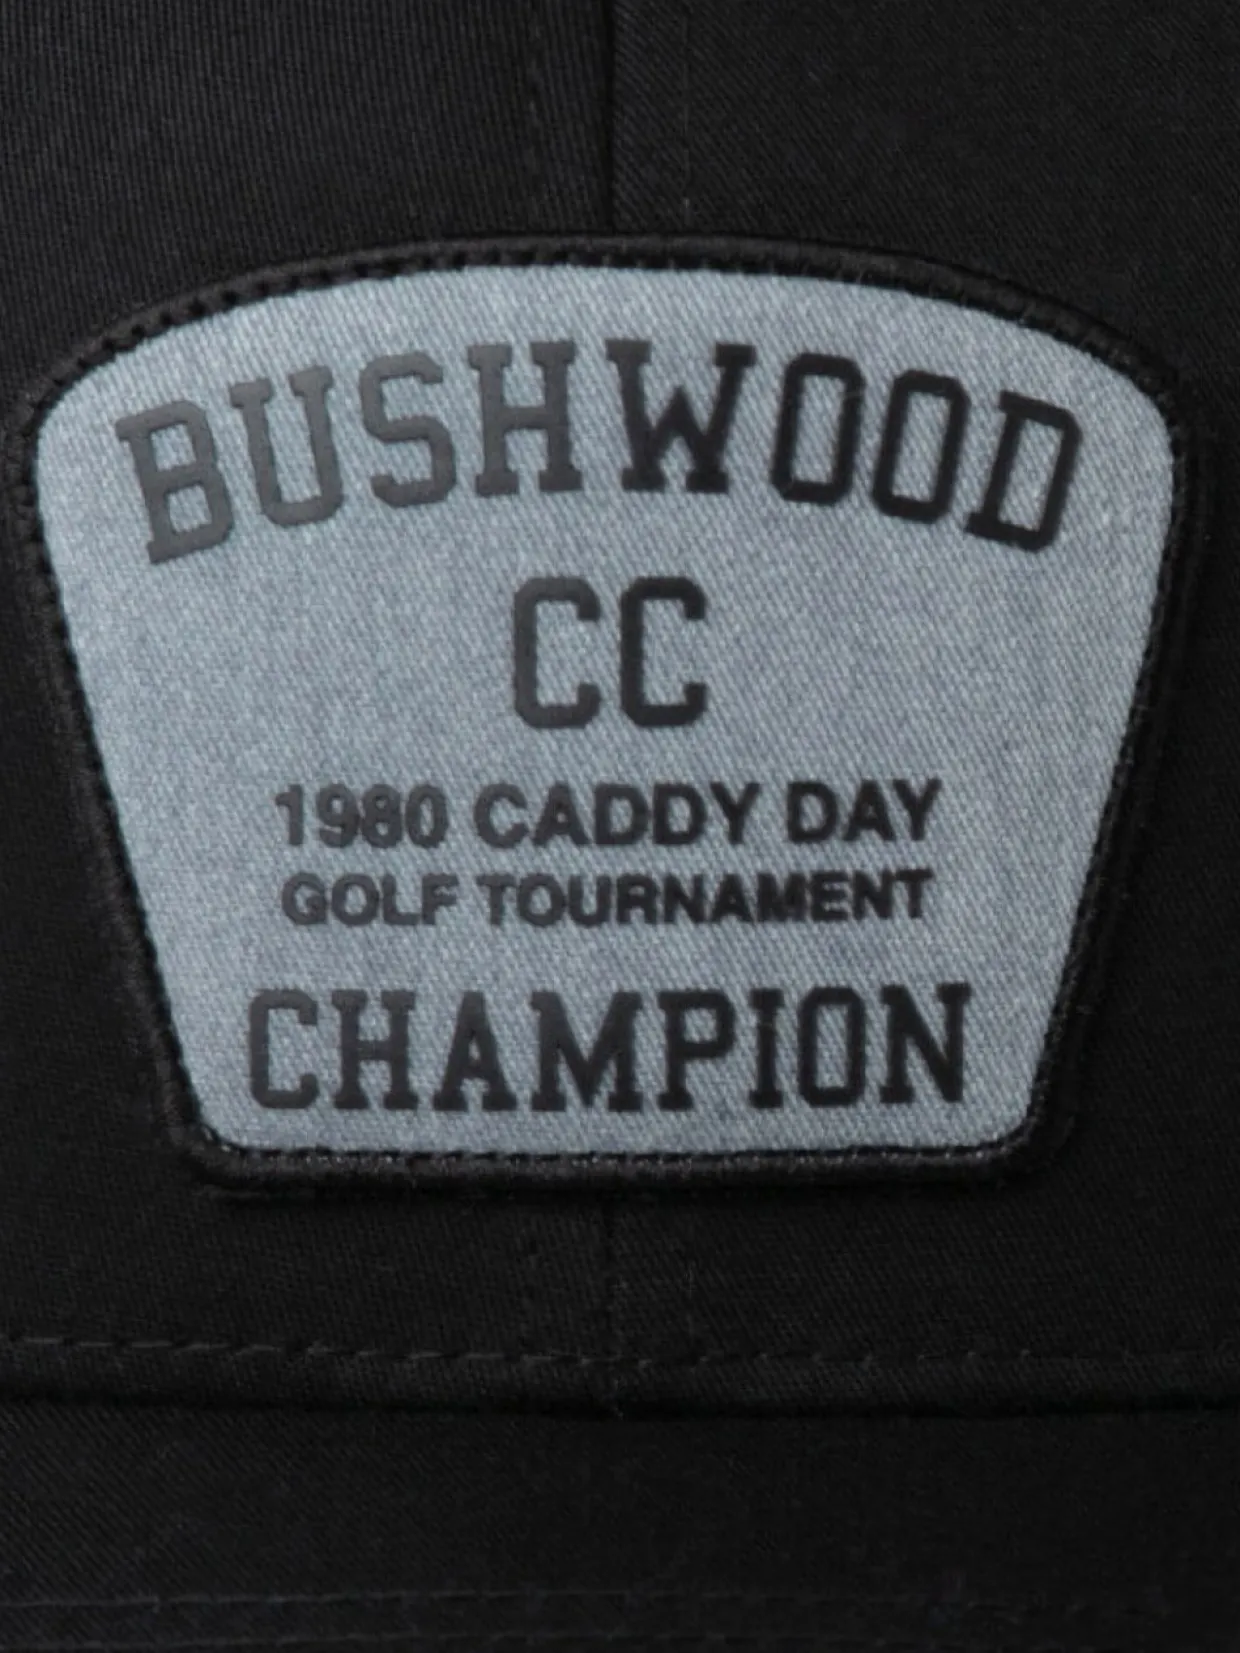 BUSHWOOD
CC
1980 CADDY DAY
GOLF TOURNAMENT
CHAMPION